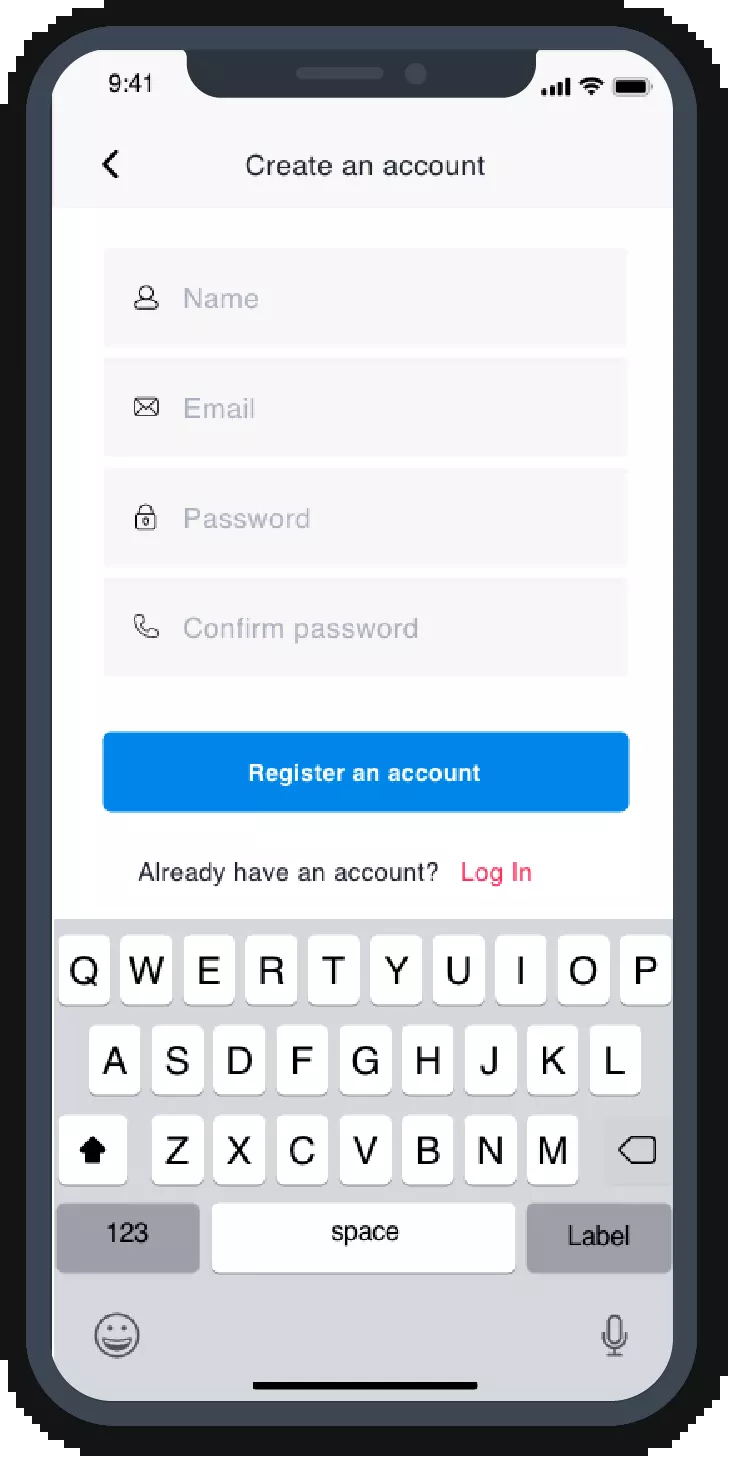 9:41
Create an account
Name
Email
Password
Confirm password
Register an account
Already have an account? Log In
Q W E R T Y U I O P
A S D F G H J K L
Z X C V B N M
123 space Label